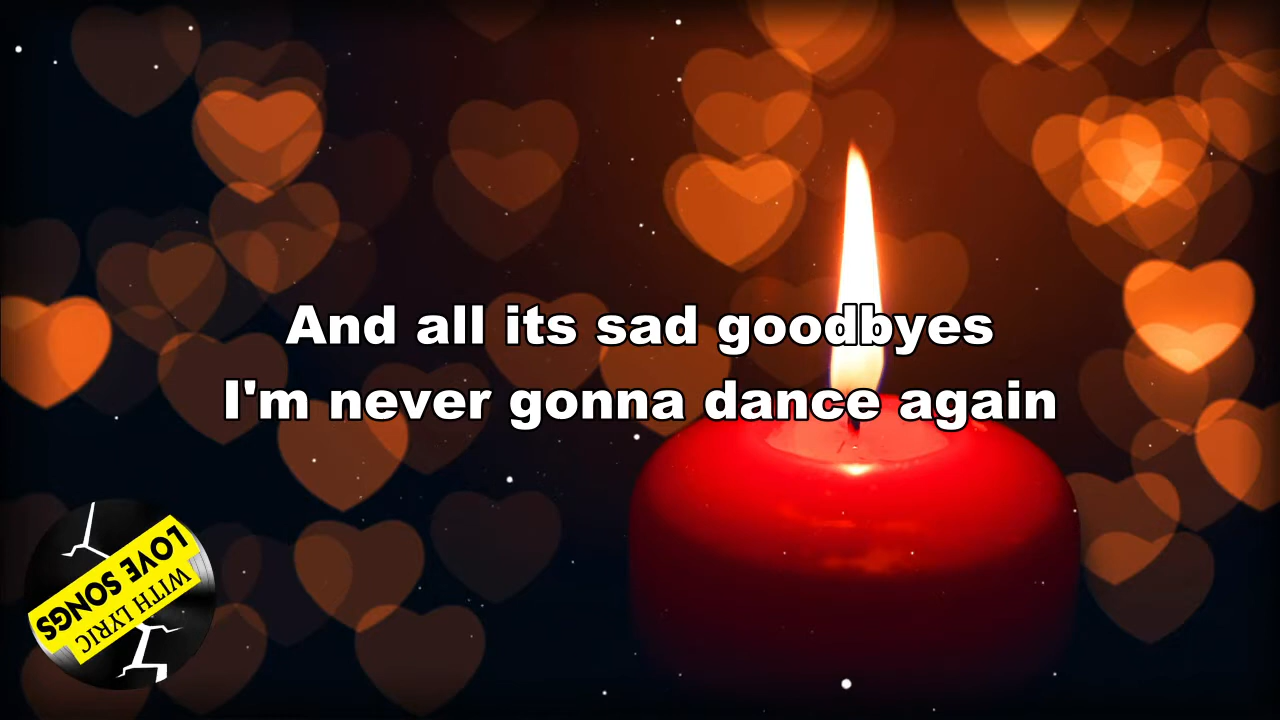 And all its sad goodbyes
I'm never gonna dance again
LOVE SONGS
WITH LYRIC